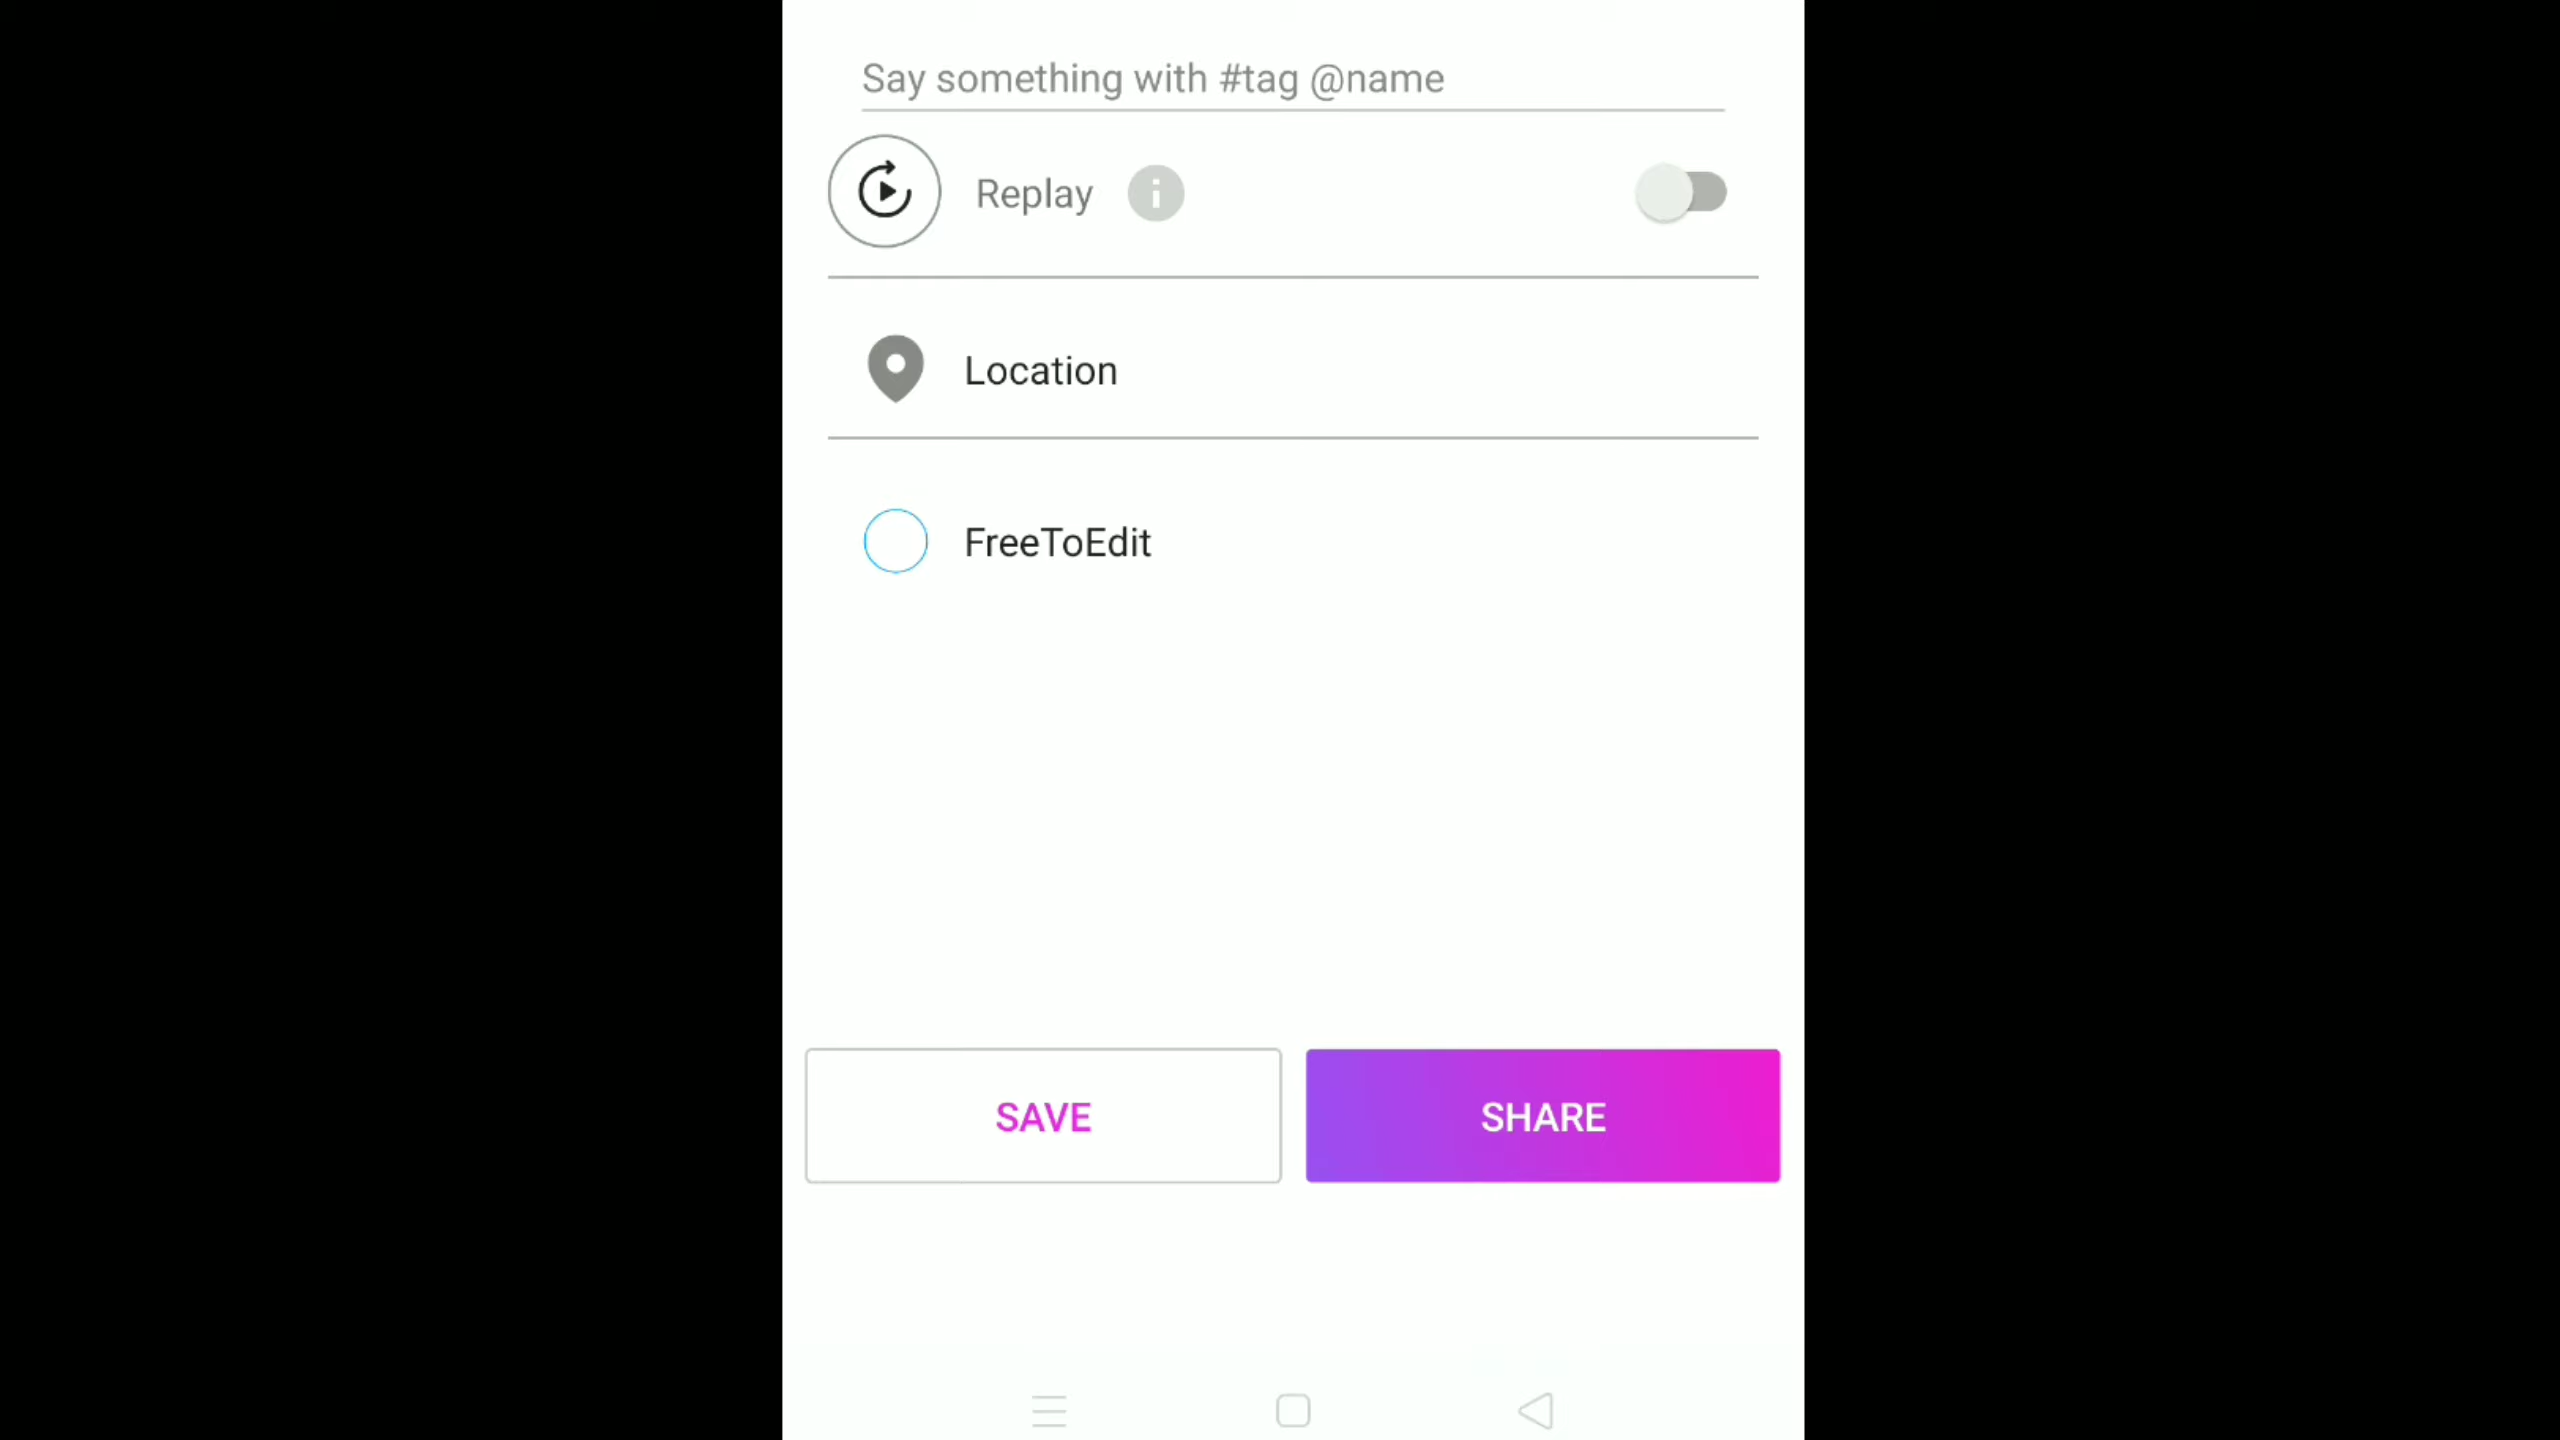 Say something with #tag @name
Replay
Location
FreeToEdit
SAVE
SHARE